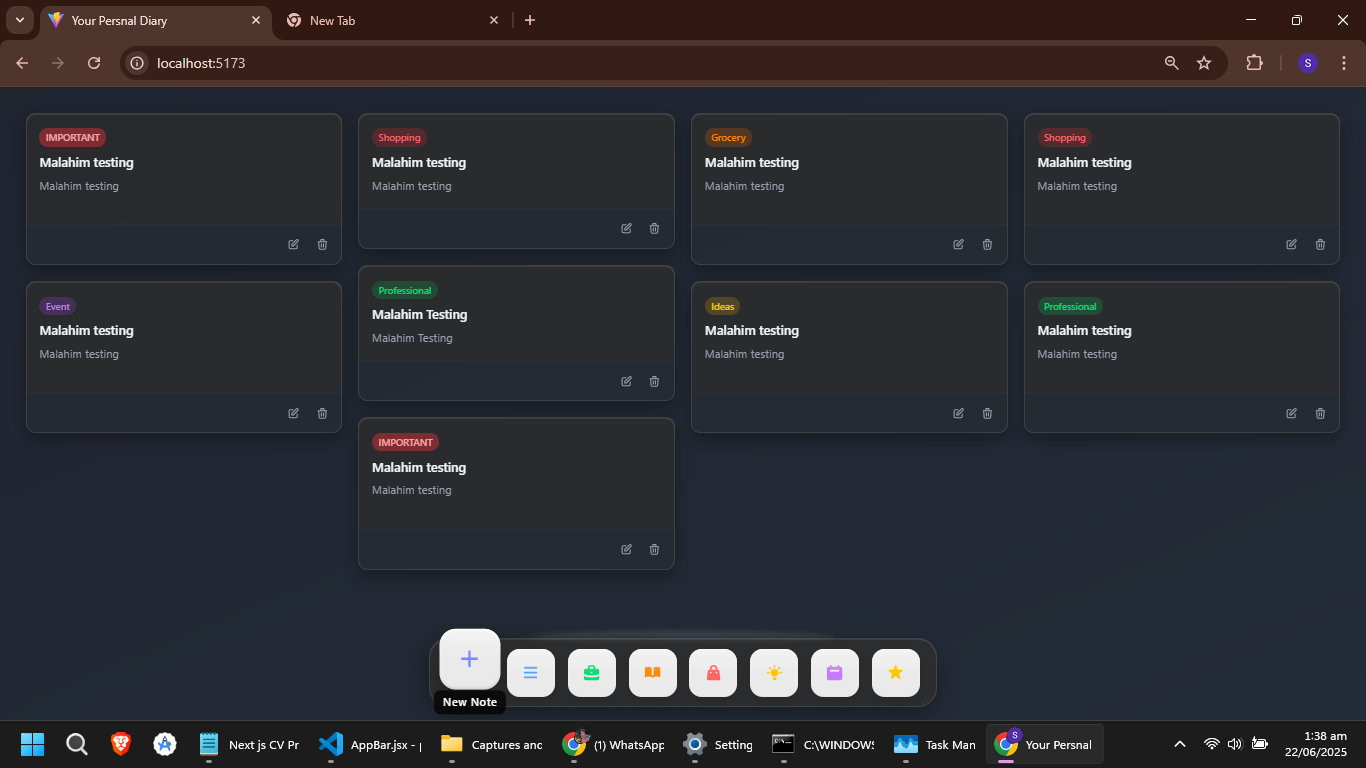 Your Persnal Diary
New Tab
localhost:5173
S
IMPORTANT
Malahim testing
Malahim testing
Shopping
Malahim testing
Malahim testing
Grocery
Malahim testing
Malahim testing
Shopping
Malahim testing
Malahim testing
Event
Malahim testing
Malahim testing
Professional
Malahim Testing
Malahim Testing
Ideas
Malahim testing
Malahim testing
Professional
Malahim testing
Malahim testing
IMPORTANT
Malahim testing
Malahim testing
New Note
Next js CV Pr
AppBar.jsx - p
Captures and
(1) WhatsApp
Setting
C:\WINDOWS
Task Man
S
Your Persnal
1:38 am
22/06/2025